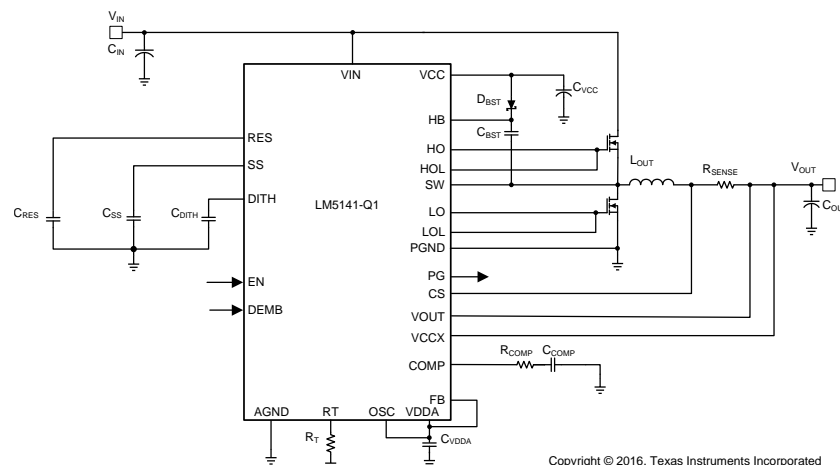 VIN
CIN
VIN
VCC
CVCC
DBST
HB
CBST
HO
HOL
LOUT
RSENSE
VOUT
SW
COU
RES
SS
DITH
LM5141-Q1
CRES
CSS
CDITH
LO
LOL
PGND
PG
EN
CS
DEMB
VOUT
VCCX
RCOMP
CCOMP
COMP
FB
AGND
RT
OSC
VDDA
RT
CVDDA
Copyright © 2016, Texas Instruments Incorporated